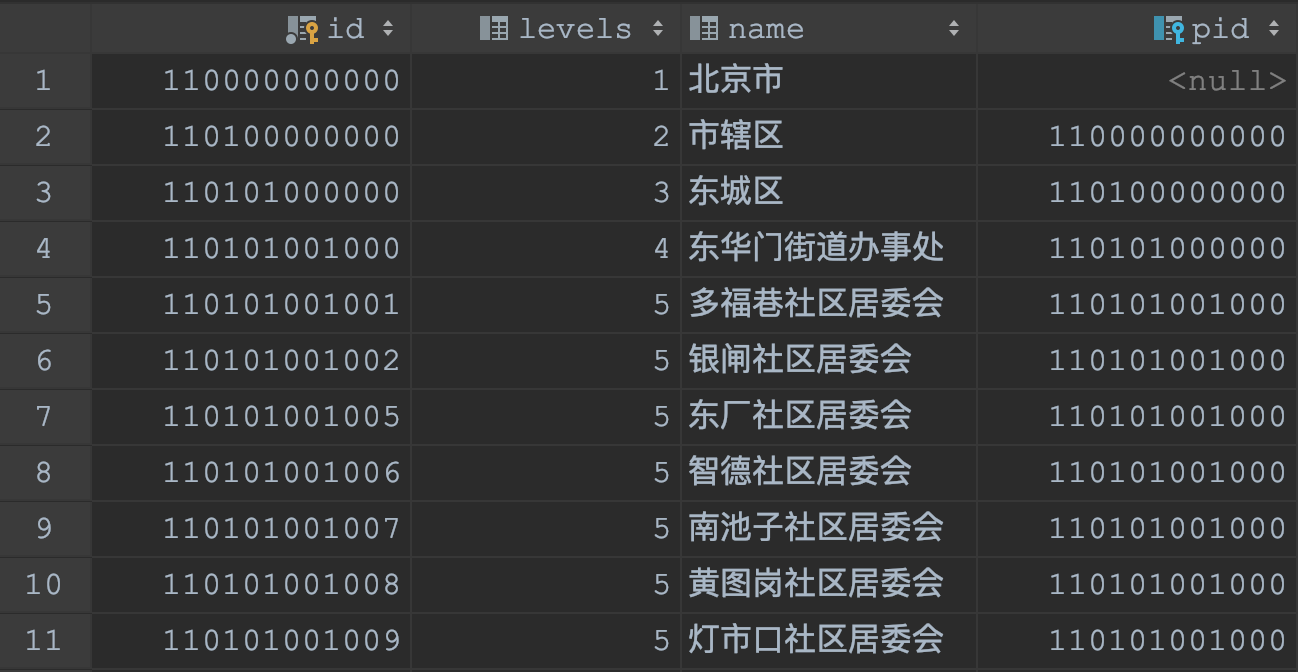 id levels name pid
1 110000000000 1 北京市 <null>
2 110100000000 2 市辖区 110000000000
3 110101000000 3 东城区 110100000000
4 110101001000 4 东华门街道办事处 110101000000
5 110101001001 5 多福巷社区居委会 110101001000
6 110101001002 5 银闸社区居委会 110101001000
7 110101001005 5 东厂社区居委会 110101001000
8 110101001006 5 智德社区居委会 110101001000
9 110101001007 5 南池子社区居委会 110101001000
10 110101001008 5 黄图岗社区居委会 110101001000
11 110101001009 5 灯市口社区居委会 110101001000